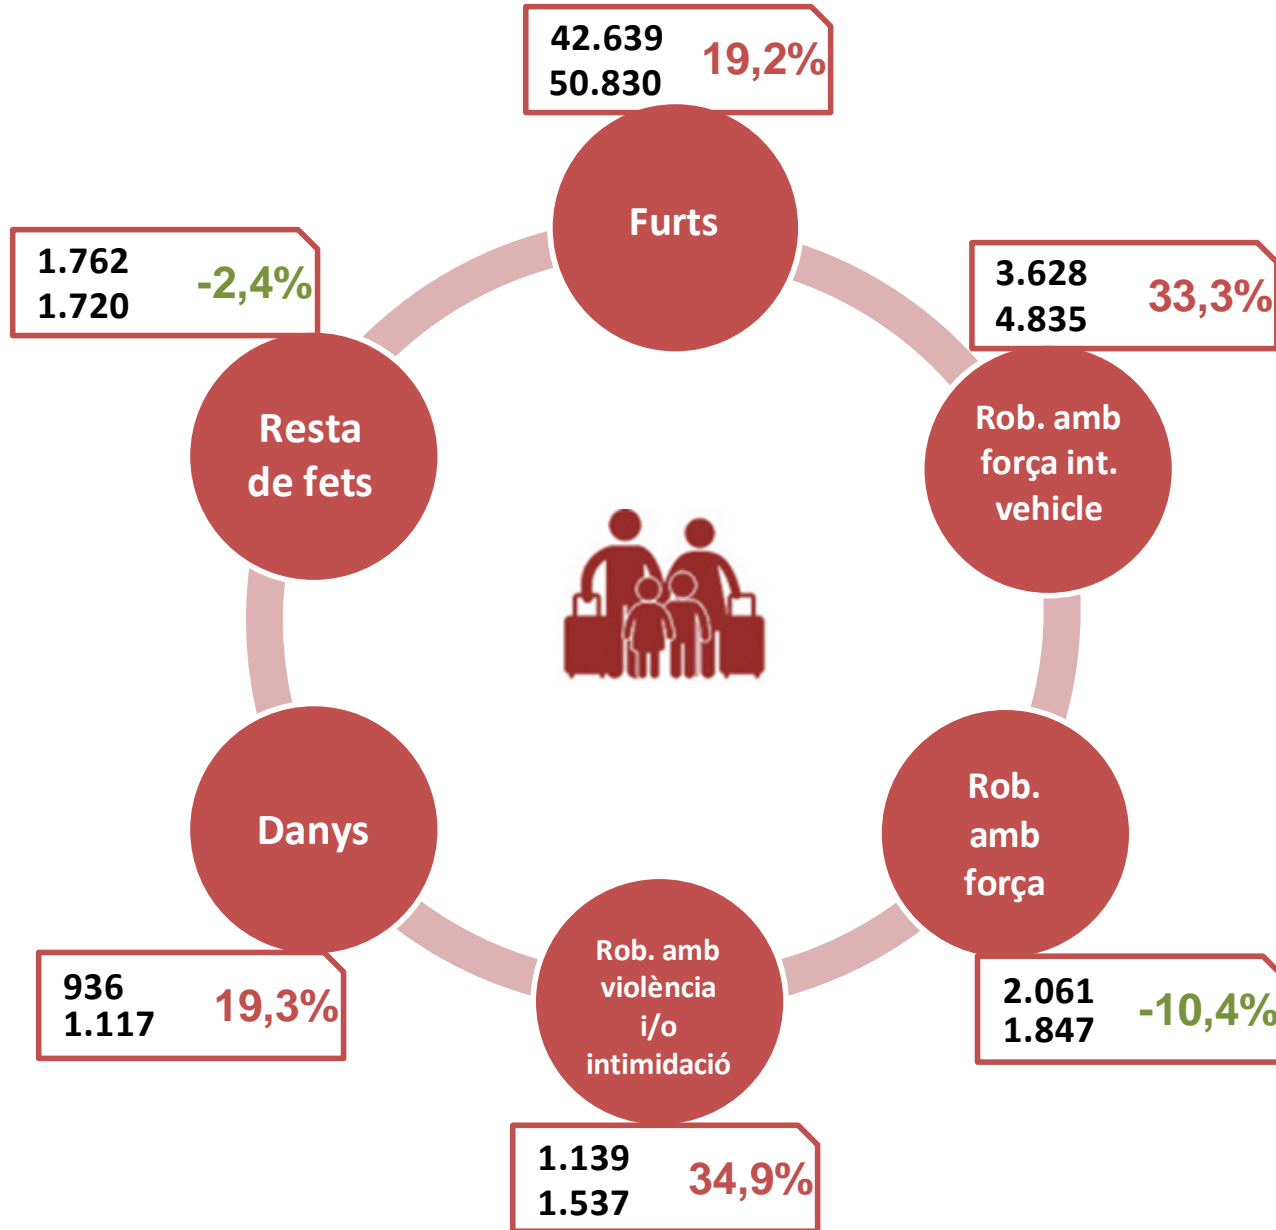 42.639
50.830
19,2%
Furts
1.762
1.720
-2,4%
Resta
de fets
3.628
4.835
33,3%
Rob. amb
força int.
vehicle
Danys
936
1.117
19,3%
Rob.
amb
força
2.061
1.847
-10,4%
Rob. amb
violència
i/o
intimidació
1.139
1.537
34,9%